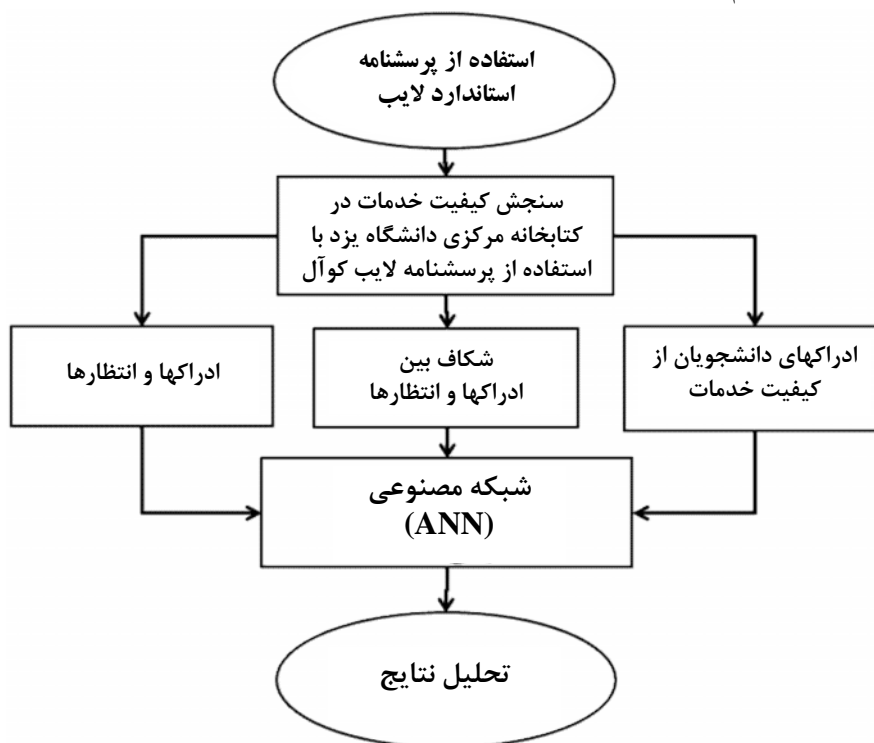 استفاده از پرسشنامه
استاندارد لایب
سنجش کیفیت خدمات در
کتابخانه مرکزی دانشگاه یزد با
استفاده از پرسشنامه لایب کوآل
ادراکهای دانشجویان از
کیفیت خدمات
شکاف بین
ادراکها و انتظارها
ادراکها و انتظارها
شبکه مصنوعی
(ANN)
تحلیل نتایج